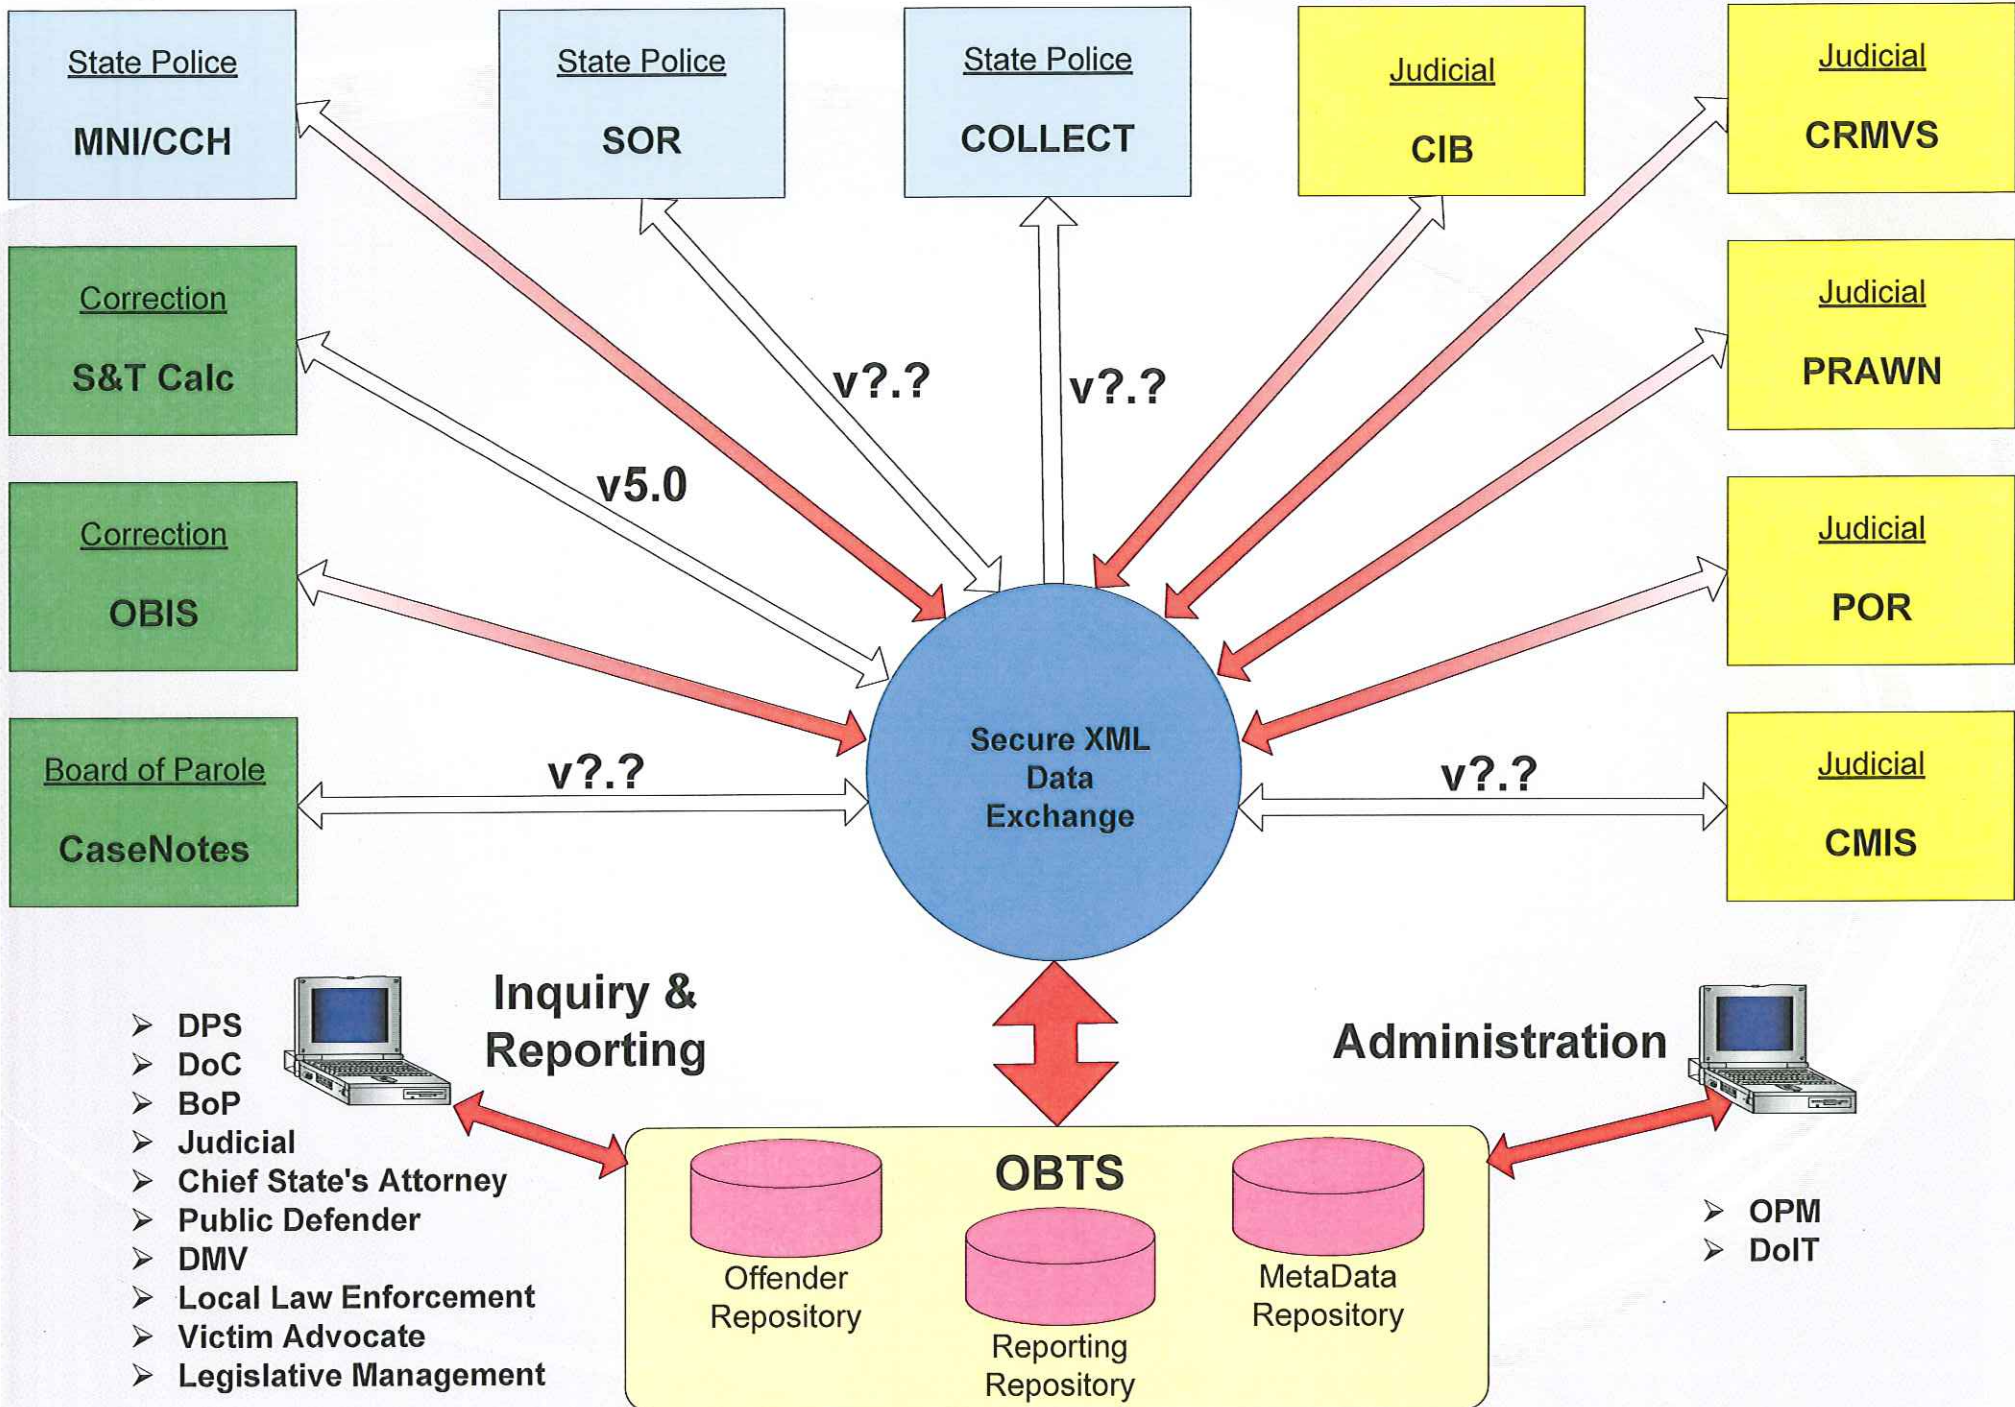 State Police
MNI/CCH
State Police
SOR
State Police
COLLECT
Judicial
CIB
Judicial
CRMVS
Correction
S&T Calc
Judicial
PRAWN
v?.?
v?.?
v5.0
Correction
OBIS
Judicial
POR
Board of Parole
CaseNotes
v?.?
Secure XML
Data
Exchange
v?.?
Judicial
CMIS
Inquiry &
Reporting
➢ DPS
➢ DoC
➢ BoP
➢ Judicial
➢ Chief State's Attorney
➢ Public Defender
➢ DMV
➢ Local Law Enforcement
➢ Victim Advocate
➢ Legislative Management
Administration
➢ OPM
➢ DoIT
OBTS
Offender
Repository
Reporting
Repository
MetaData
Repository